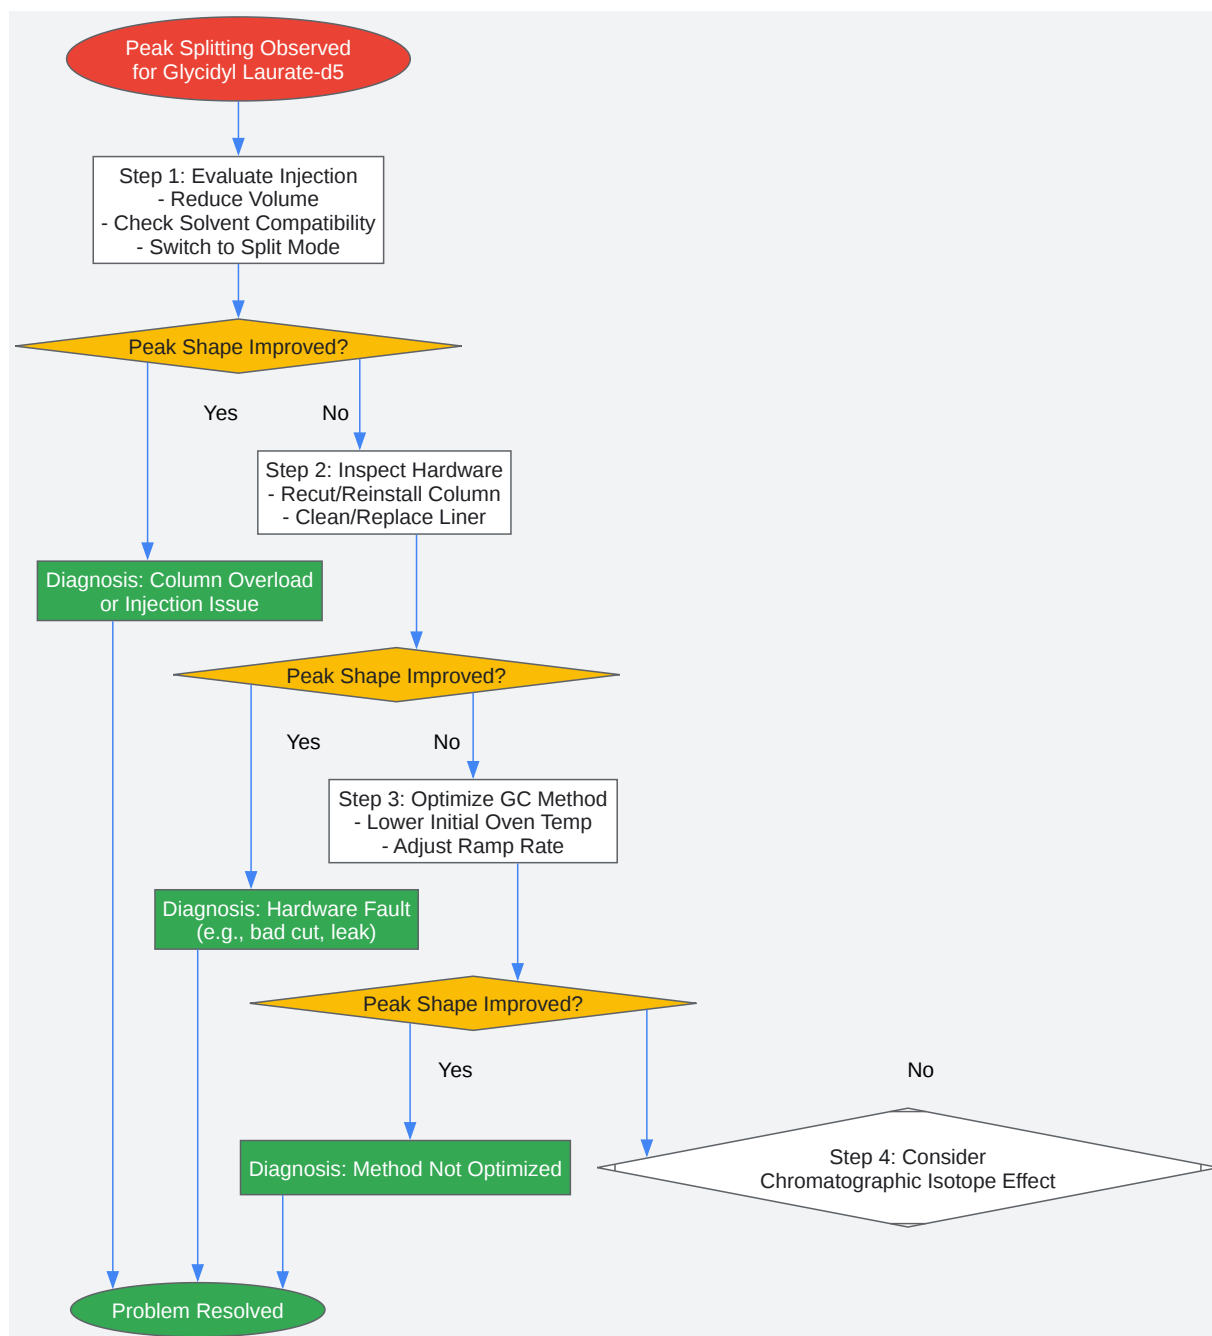 Peak Splitting Observed
for Glycidyl Laurate-d5
Step 1: Evaluate Injection
- Reduce Volume
- Check Solvent Compatibility
- Switch to Split Mode
Peak Shape Improved?
Yes
No
Step 2: Inspect Hardware
- Recut/Reinstall Column
- Clean/Replace Liner
Diagnosis: Column Overload
or Injection Issue
Peak Shape Improved?
Yes
No
Step 3: Optimize GC Method
- Lower Initial Oven Temp
- Adjust Ramp Rate
Diagnosis: Hardware Fault
(e.g., bad cut, leak)
Peak Shape Improved?
Yes
No
Step 4: Consider
Chromatographic Isotope Effect
Diagnosis: Method Not Optimized
Problem Resolved